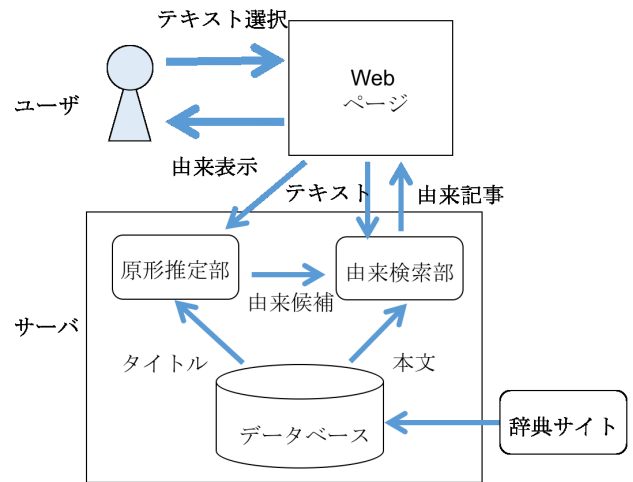 テキスト選択
Web
ページ
ユーザ
由来表示
テキスト
由来記事
原形推定部
由来検索部
由来候補
サーバ
タイトル
本文
データベース
辞典サイト